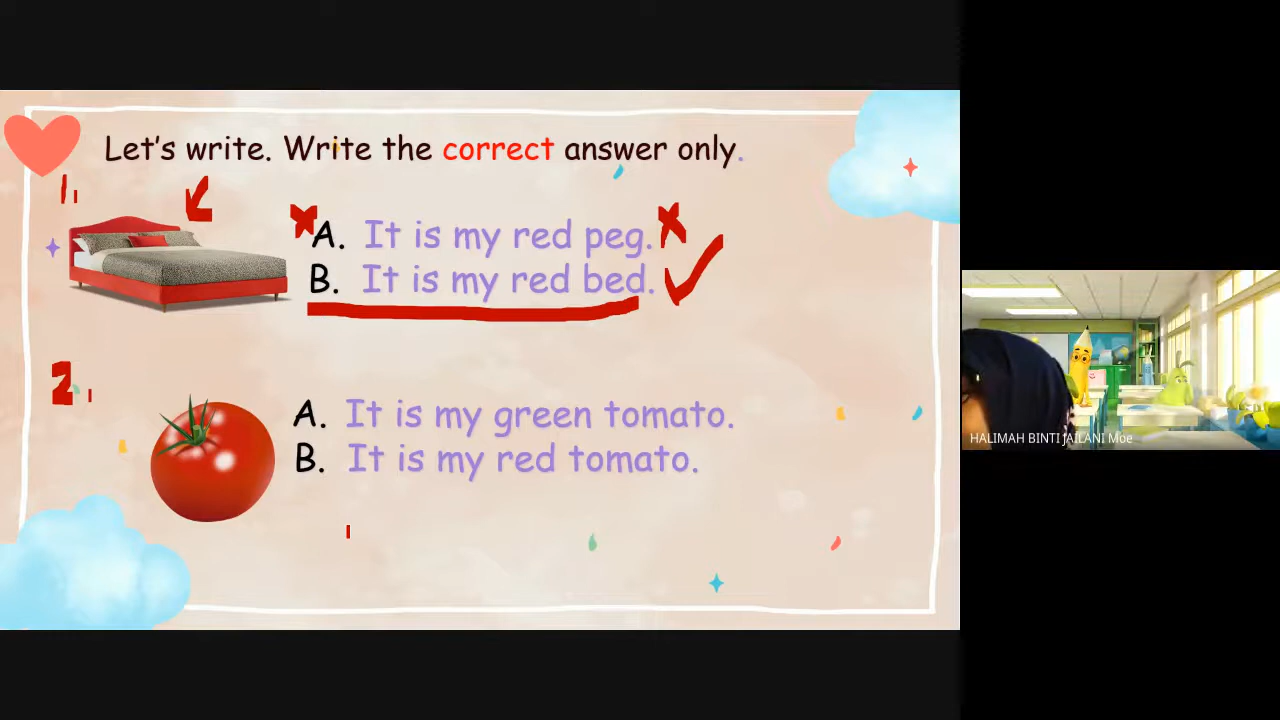 Let's write. Write the correct answer only.
1.
A. It is my red peg.
B. It is my red bed.
2.
A. It is my green tomato.
B. It is my red tomato.
HALIMAH BINTI JAILANI Moe